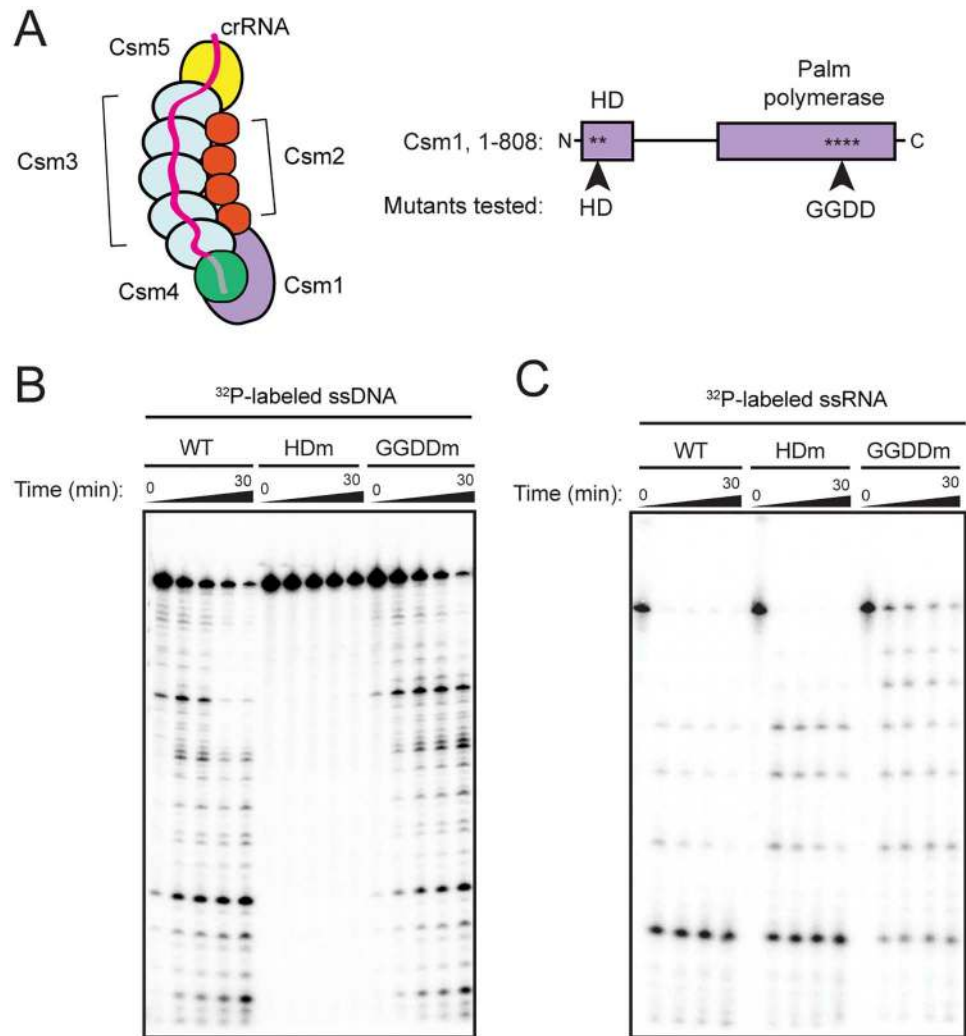 A
crRNA
Csm5
Csm3
Csm2
Csm4
Csm1
HD
Palm
polymerase
Csm1, 1-808:
N
**
****
C
Mutants tested:
HD
GGDD
B
32P-labeled ssDNA
WT
HDm
GGDDm
Time (min):
0
30
0
30
0
30
C
32P-labeled ssRNA
WT
HDm
GGDDm
Time (min):
0
30
0
30
0
30